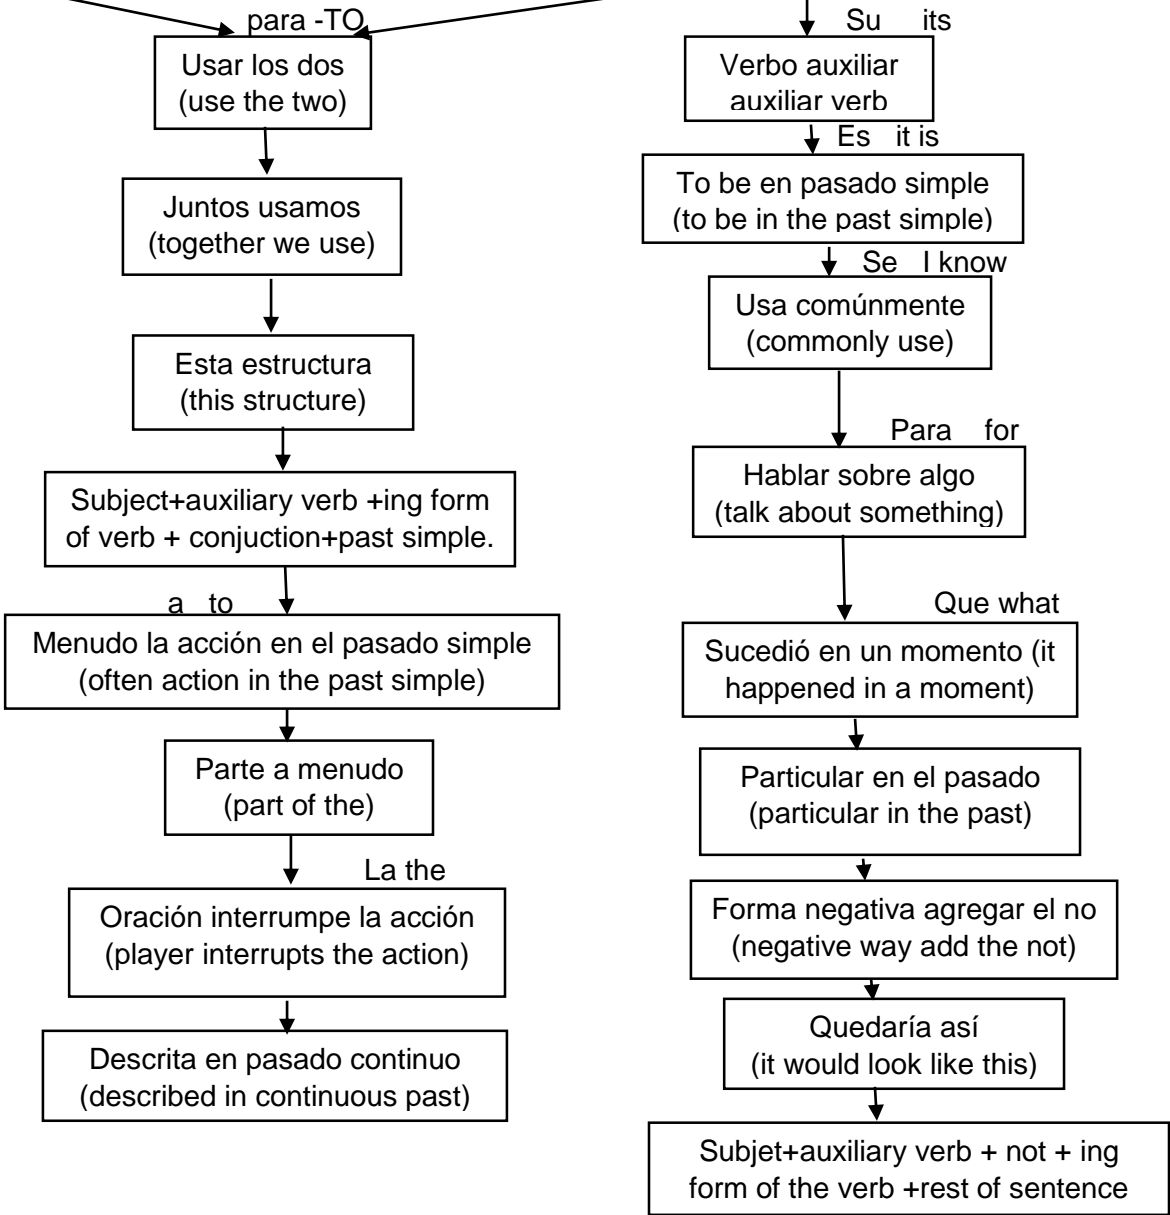 para -TO
Usar los dos
(use the two)
Juntos usamos
(together we use)
Esta estructura
(this structure)
Subject+auxiliary verb +ing form
of verb + conjuction+past simple.
a to
Menudo la acción en el pasado simple
(often action in the past simple)
Parte a menudo
(part of the)
La the
Oración interrumpe la acción
(player interrupts the action)
Descrita en pasado continuo
(described in continuous past)
Su its
Verbo auxiliar
auxiliar verb
Es it is
To be en pasado simple
(to be in the past simple)
Se I know
Usa comúnmente
(commonly use)
Para for
Hablar sobre algo
(talk about something)
Que what
Sucedió en un momento (it
happened in a moment)
Particular en el pasado
(particular in the past)
Forma negativa agregar el no
(negative way add the not)
Quedaría así
(it would look like this)
Subjet+auxiliary verb + not + ing
form of the verb +rest of sentence